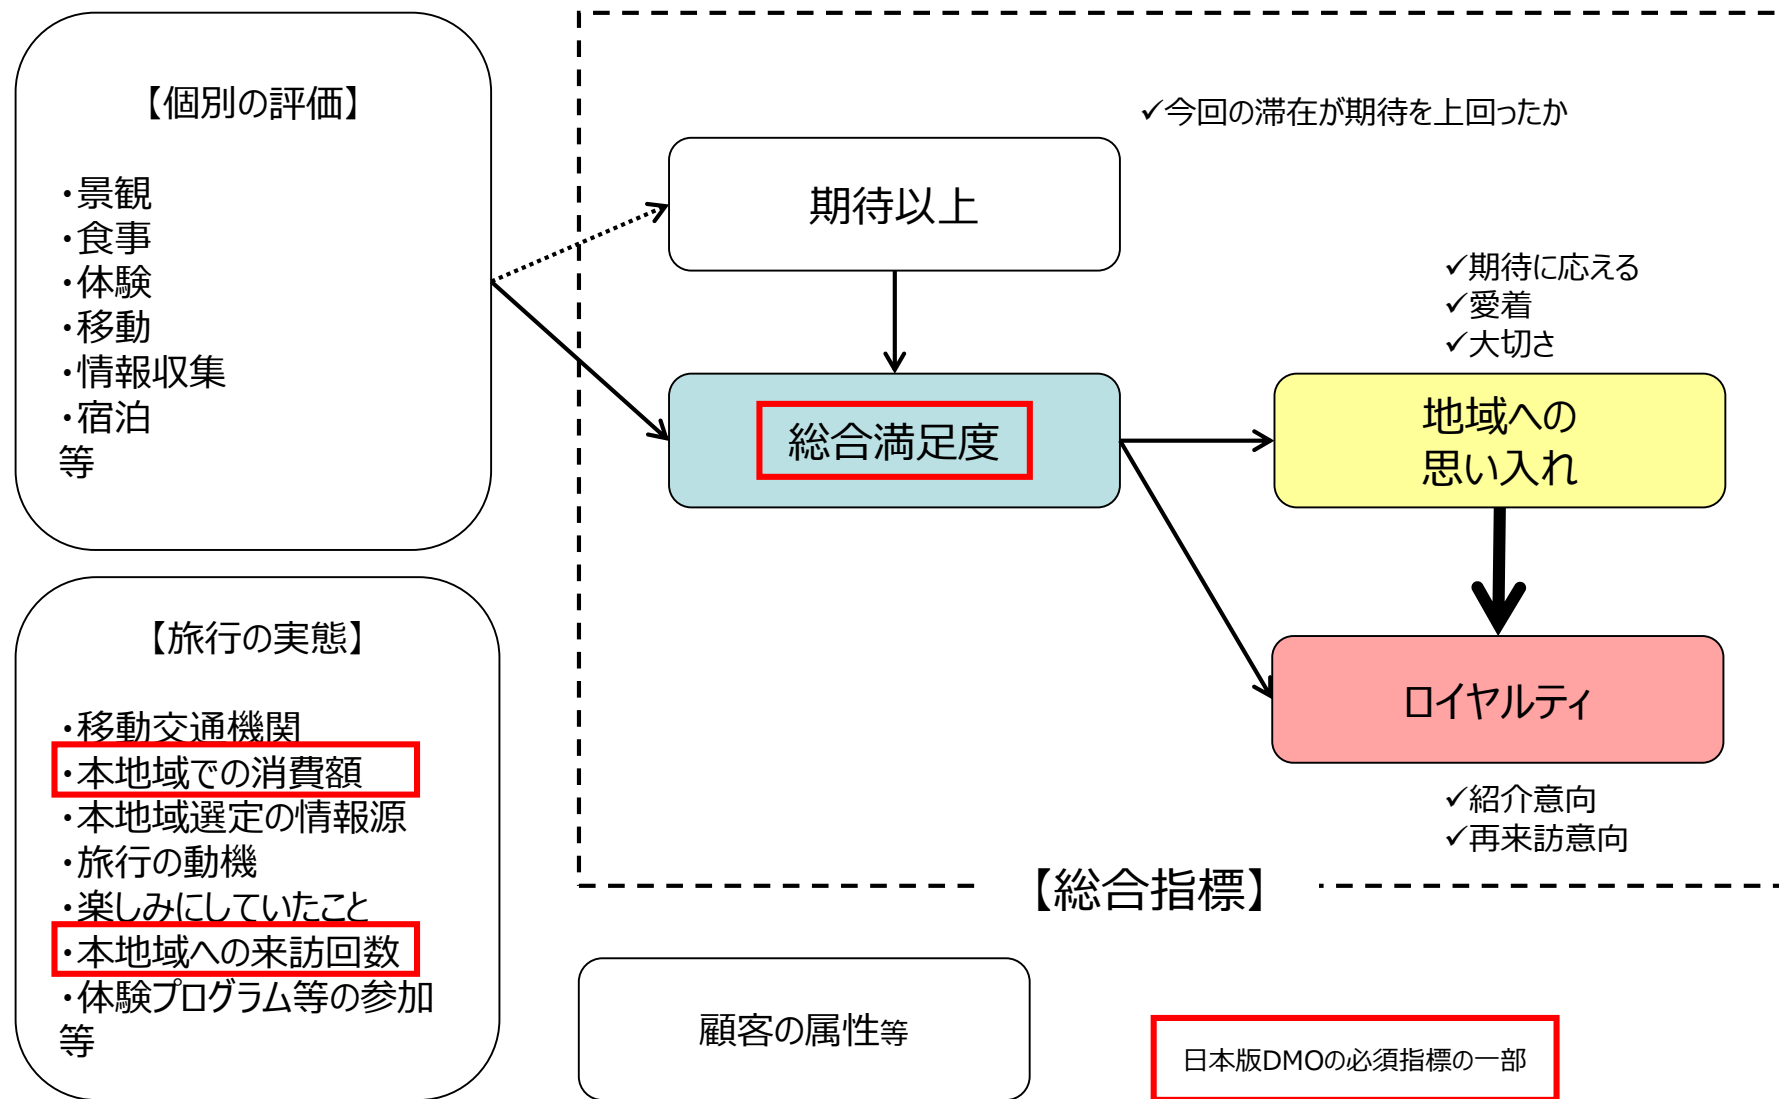 【個別の評価】
・景観
・食事
・体験
・移動
・情報収集
・宿泊
等
【旅行の実態】
・移動交通機関
・本地域での消費額
・本地域選定の情報源
・旅行の動機
・楽しみにしていたこと
・本地域への来訪回数
・体験プログラム等の参加
等
✓今回の滞在が期待を上回ったか
期待以上
総合満足度
✓期待に応える
✓愛着
✓大切さ
地域への
思い入れ
ロイヤルティ
✓紹介意向
✓再来訪意向
【総合指標】
顧客の属性等
日本版DMOの必須指標の一部